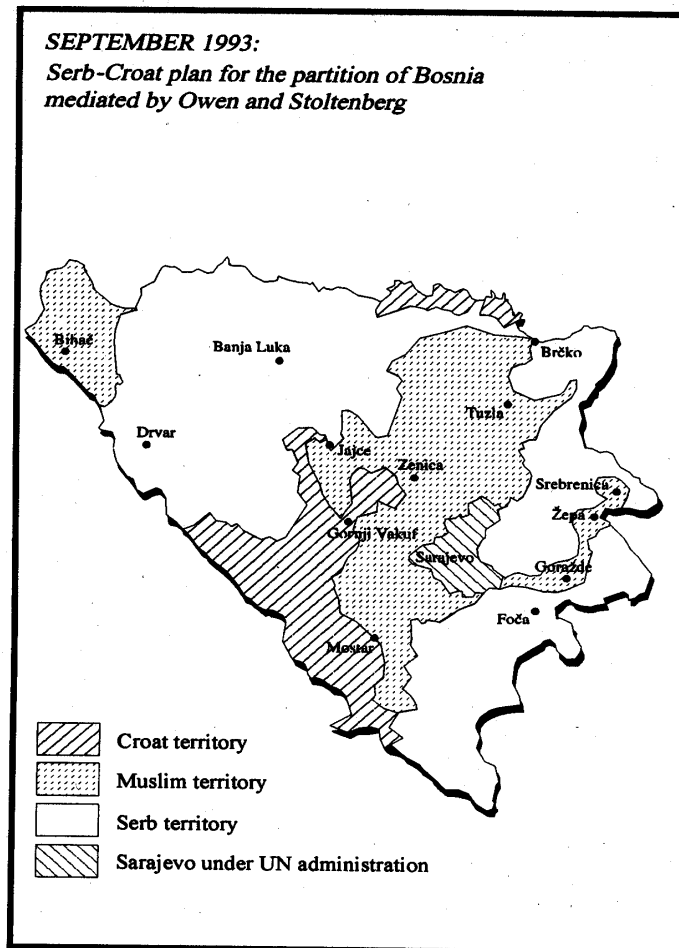 SEPTEMBER 1993:
Serb-Croat plan for the partition of Bosnia
mediated by Owen and Stoltenberg
Bihać
Banja Luka
Brčko
Drvar
Tuzla
Jajce
Zenica
Srebrenica
Žepa
Gornji Vakuf
Sarajevo
Goražde
Foča
Mostar
Croat territory
Muslim territory
Serb territory
Sarajevo under UN administration